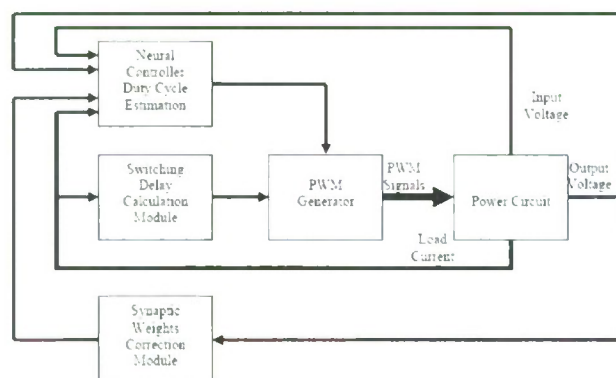 Neural
Controller
Duty Cycle
Estimation
Input
Voltage
Switching
Delay
Calculation
Module
PWM
Generator
PWM
Signals
Power Circuit
Output
Voltage
Load
Current
Synaptic
Weights
Correction
Module